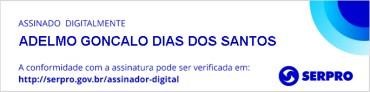 ASSINADO DIGITALMENTE
ADELMO GONCALO DIAS DOS SANTOS
A conformidade com a assinatura pode ser verificada em:
http://serpro.gov.br/assinador-digital
SERPRO